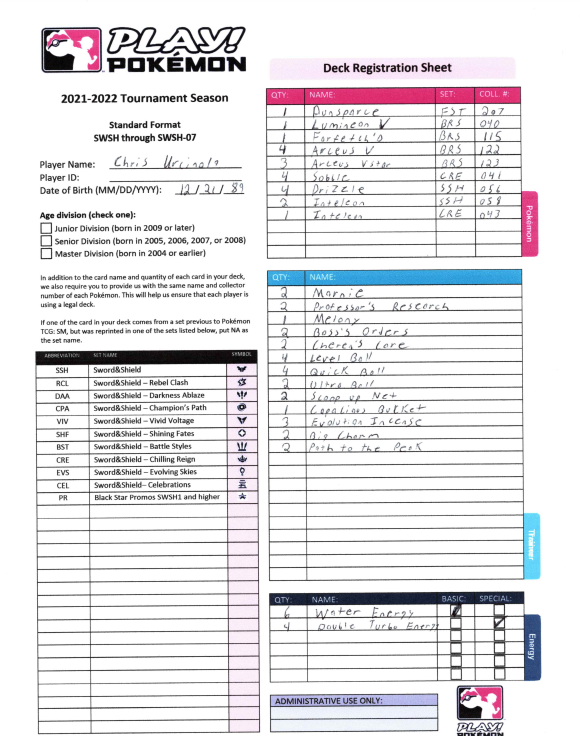 PLAY!
POKÉMON
Deck Registration Sheet
2021-2022 Tournament Season
Standard Format
SWSH through SWSH-07
Player Name: Chris
Player ID:
Date of Birth (MM/DD/YYYY): 12/21/89
Age division (check one):
Junior Division (born in 2009 or later)
Senior Division (born in 2005, 2006, 2007, or 2008)
Master Division (born in 2004 or earlier)
In addition to the card name and quantity of each card in your deck,
we also require you to provide us with the same name and collector
number of each Pokémon. This will help us ensure that each player is
using a legal deck.
If one of the card in your deck comes from a set previous to Pokémon
TCG: SM, but was reprinted in one of the sets listed below, put NA as
the set name.
ABBREVIATION SET NAME SYMBOL
SSH Sword&Shield
RCL Sword&Shield – Rebel Clash
DAA Sword&Shield – Darkness Ablaze
CPA Sword&Shield – Champion's Path
VIV Sword&Shield – Vivid Voltage
SHF Sword&Shield – Shining Fates
BST Sword&Shield – Battle Styles
CRE Sword&Shield – Chilling Reign
EVS Sword&Shield – Evolving Skies
CEL Sword&Shield– Celebrations
PR Black Star Promos SWSH1 and higher
QTY: NAME: SET: COLL. #:
1 Dunsparce FST 207
1 Lumineon V BRS 040
1 Farfetch'd BRS 115
4 Arceus V BRS 122
3 Arceus Vstar BRS 123
4 Sobble CRE 041
4 Drizzle SSH 056
2 Inteleon SSH 058
1 Inteleon CRE 043
Pokémon
QTY: NAME:
2 Marnie
2 Professor's Research
1 Melony
2 Boss's Orders
2 Cheren's Care
4 Level Ball
4 Quick Ball
2 Ultra Ball
2 Scoop up Net
1 Capacious Bucket
3 Evolution Incense
2 Big Charm
2 Path to the Peak
Trainer
QTY: NAME: BASIC: SPECIAL:
6 Water Energy
4 Double Turbo Energy
Energy
ADMINISTRATIVE USE ONLY:
PLAY!
POKÉMON